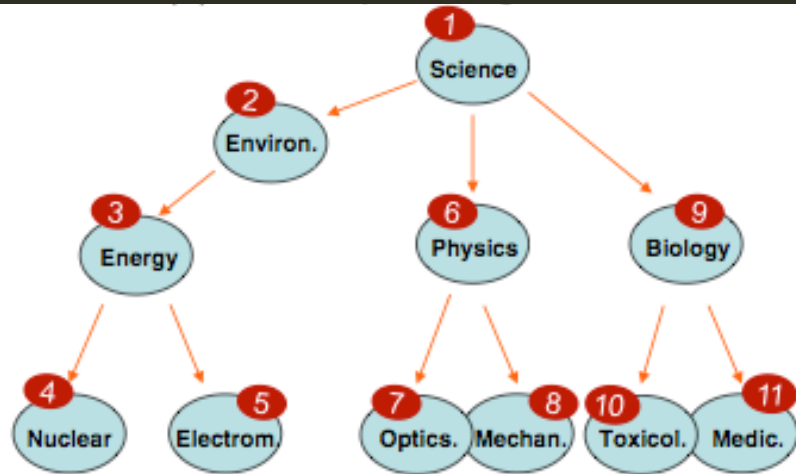 1
Science
2
Environ.
3
Energy
6
Physics
9
Biology
4
Nuclear
5
Electrom.
7
Optics.
8
Mechan.
10
Toxicol.
11
Medic.